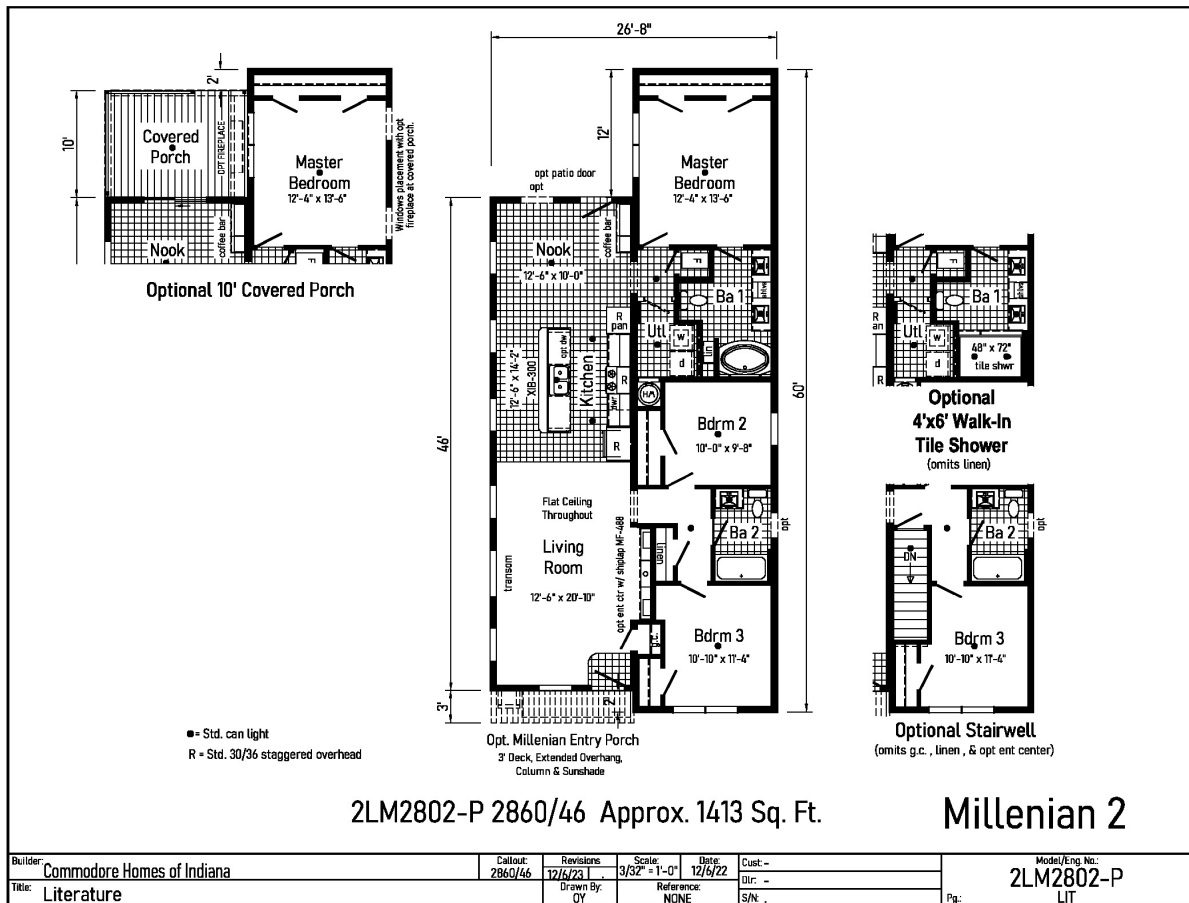 26'-8"
2'
10'
Covered
Porch
OPT FIREPLACE
Master
Bedroom
12'-4" x 13'-6"
Windows placement with opt
fireplace at covered porch.
Nook
coffee bar
F
Optional 10' Covered Porch
12'
Master
Bedroom
12'-4" x 13'-6"
opt patio door
opt
Nook
12'-6" x 10'-0"
coffee bar
F
Ba 1
Utl
R
pan
w
d
lin
opt dw
Kitchen
12'-6" x 14'-2"
XIB-300
R
dwr
R
WH
Bdrm 2
10'-0" x 9'-8"
46'
60'
Flat Ceiling
Throughout
Living
Room
12'-6" x 20'-10"
transom
opt ent ctr w/ shiplap MF-488
linen
Ba 2
opt
g.c.
Bdrm 3
10'-10" x 11'-4"
3'
2'
Opt. Millenian Entry Porch
3' Deck, Extended Overhang,
Column & Sunshade
F
Ba 1
R
pan
Utl
w
d
R
48" x 72"
tile shwr
Optional
4'x6' Walk-In
Tile Shower
(omits linen)
Ba 2
opt
DN
Bdrm 3
10'-10" x 11'-4"
Optional Stairwell
(omits g.c. , linen , & opt ent center)
●= Std. can light
R = Std. 30/36 staggered overhead
2LM2802-P 2860/46 Approx. 1413 Sq. Ft.
Millenian 2
Builder: Commodore Homes of Indiana
Title: Literature
Callout:
2860/46
Revisions
12/6/23 .
Scale:
3/32" = 1'-0"
Date:
12/6/22
Drawn By:
OY
Reference:
NONE
Cust: -
Dlr: -
S/N: .
Model/Eng. No.:
2LM2802-P
Pg.: LIT